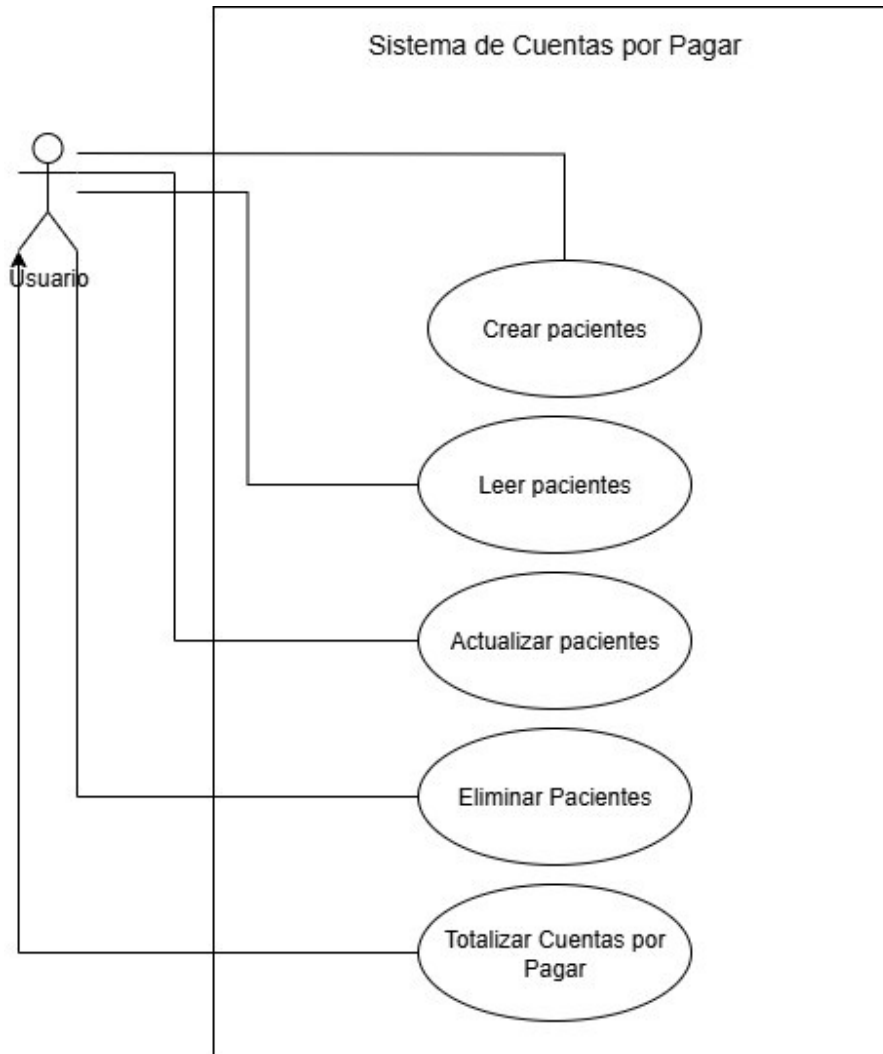 Sistema de Cuentas por Pagar
Usuario
Crear pacientes
Leer pacientes
Actualizar pacientes
Eliminar Pacientes
Totalizar Cuentas por
Pagar